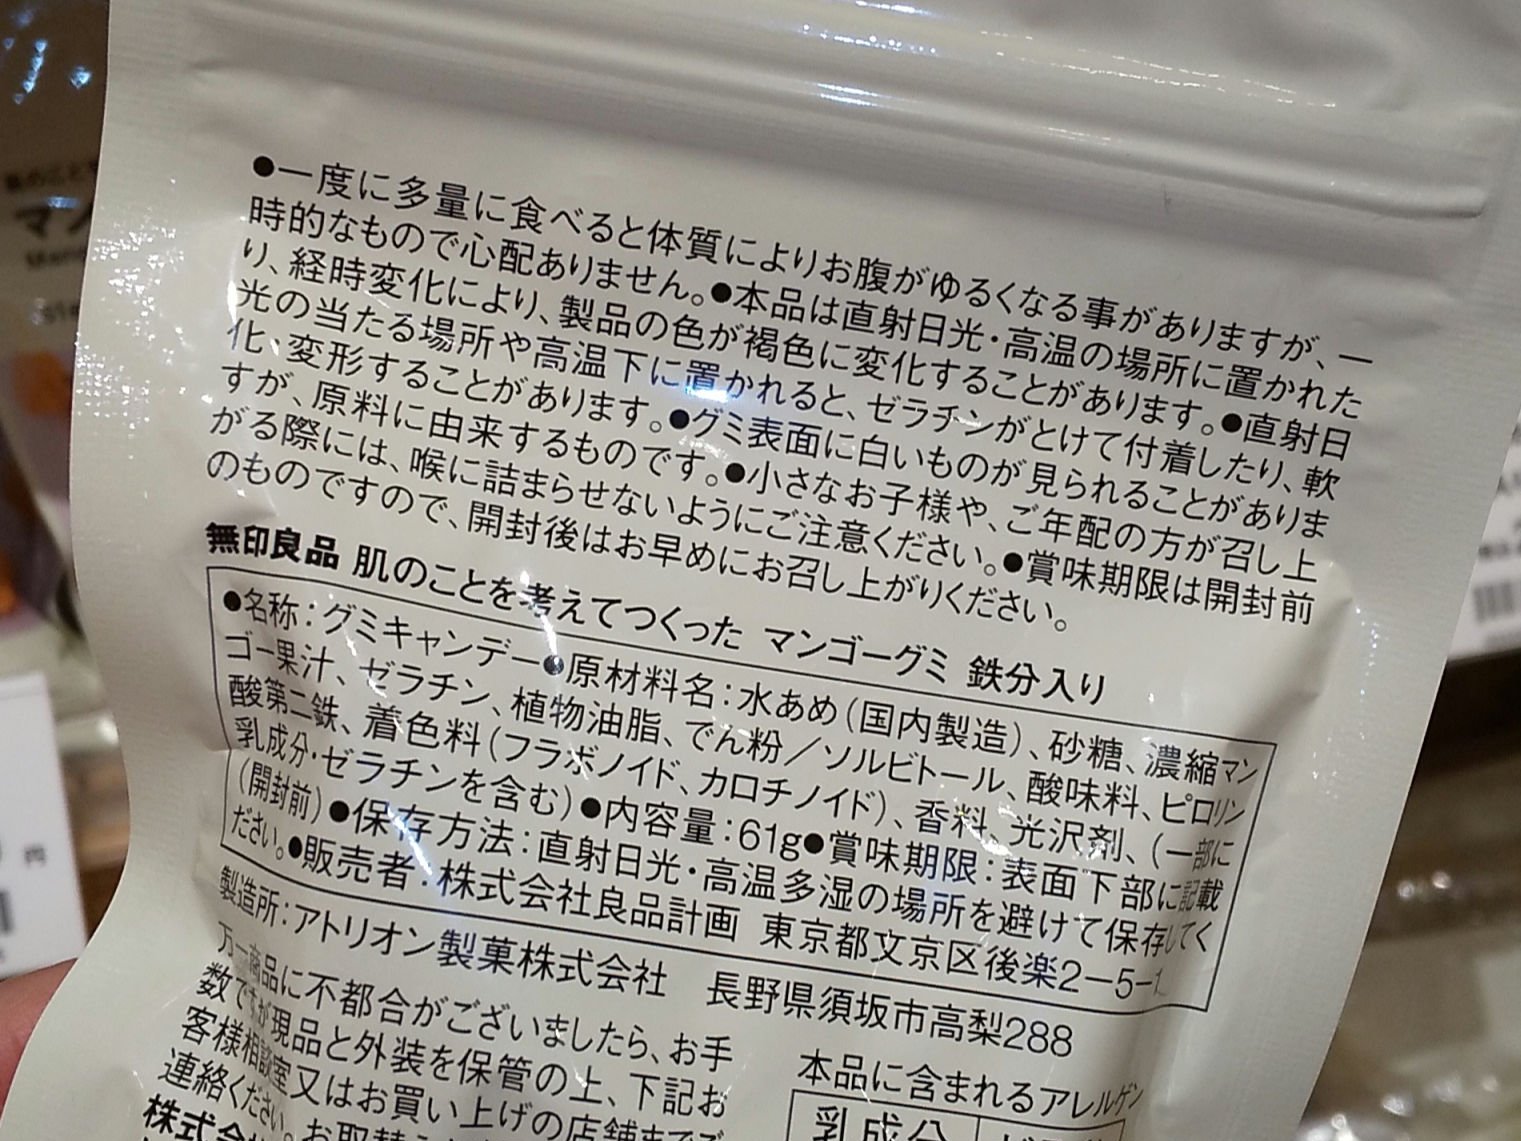 ●一度に多量に食べると体質によりお腹がゆるくなる事がありますが、一
時的なもので心配ありません。●本品は直射日光・高温の場所に置かれた
り、経時変化により、製品の色が褐色に変化することがあります。●直射日
光の当たる場所や高温下に置かれると、ゼラチンがとけて付着したり、軟
化、変形することがあります。●グミ表面に白いものが見られることがありま
すが、原料に由来するものです。●小さなお子様や、ご年配の方が召し上
がる際には、喉に詰まらせないようにご注意ください。●賞味期限は開封前
のものですので、開封後はお早めにお召し上がりください。
無印良品 肌のことを考えてつくった マンゴーグミ 鉄分入り
●名称：グミキャンデー●原材料名：水あめ（国内製造）、砂糖、濃縮マン
ゴー果汁、ゼラチン、植物油脂、でん粉／ソルビトール、酸味料、ピロリン
酸第二鉄、着色料（フラボノイド、カロチノイド）、香料、光沢剤、（一部に
乳成分・ゼラチンを含む）●内容量：61g●賞味期限：表面下部に記載
（開封前）●保存方法：直射日光・高温多湿の場所を避けて保存してく
ださい。●販売者：株式会社良品計画 東京都文京区後楽2－5－1
製造所：アトリオン製菓株式会社 長野県須坂市高梨288
万一商品に不都合がございましたら、お手
数ですが現品と外装を保管の上、下記お
客様相談室又はお買い上げの店舗までご
連絡ください。お取替え
株式会
本品に含まれるアレルゲン
乳成分
マン
円